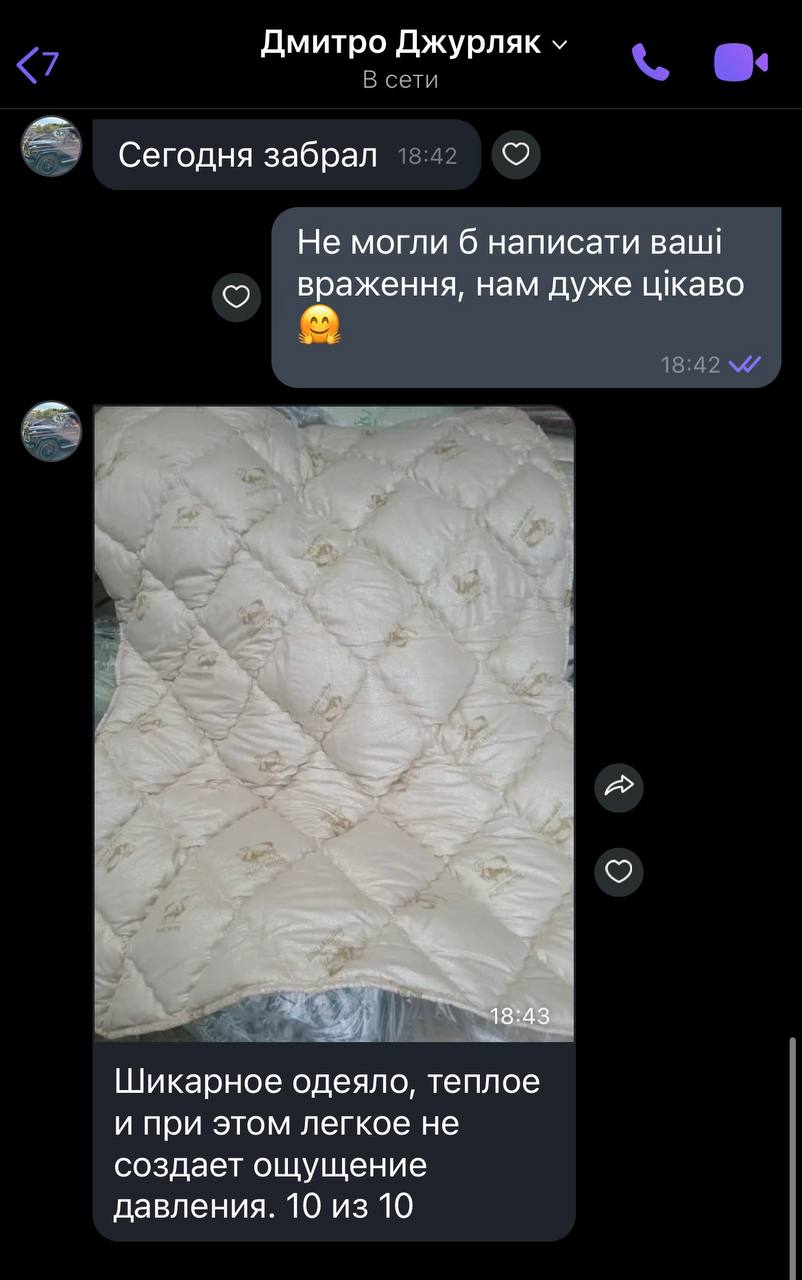 7
Дмитро Джурляк
В сети
Сегодня забрал 18:42
Не могли б написати ваші
враження, нам дуже цікаво
🤗
18:42
18:43
Шикарное одеяло, теплое
и при этом легкое не
создает ощущение
давления. 10 из 10